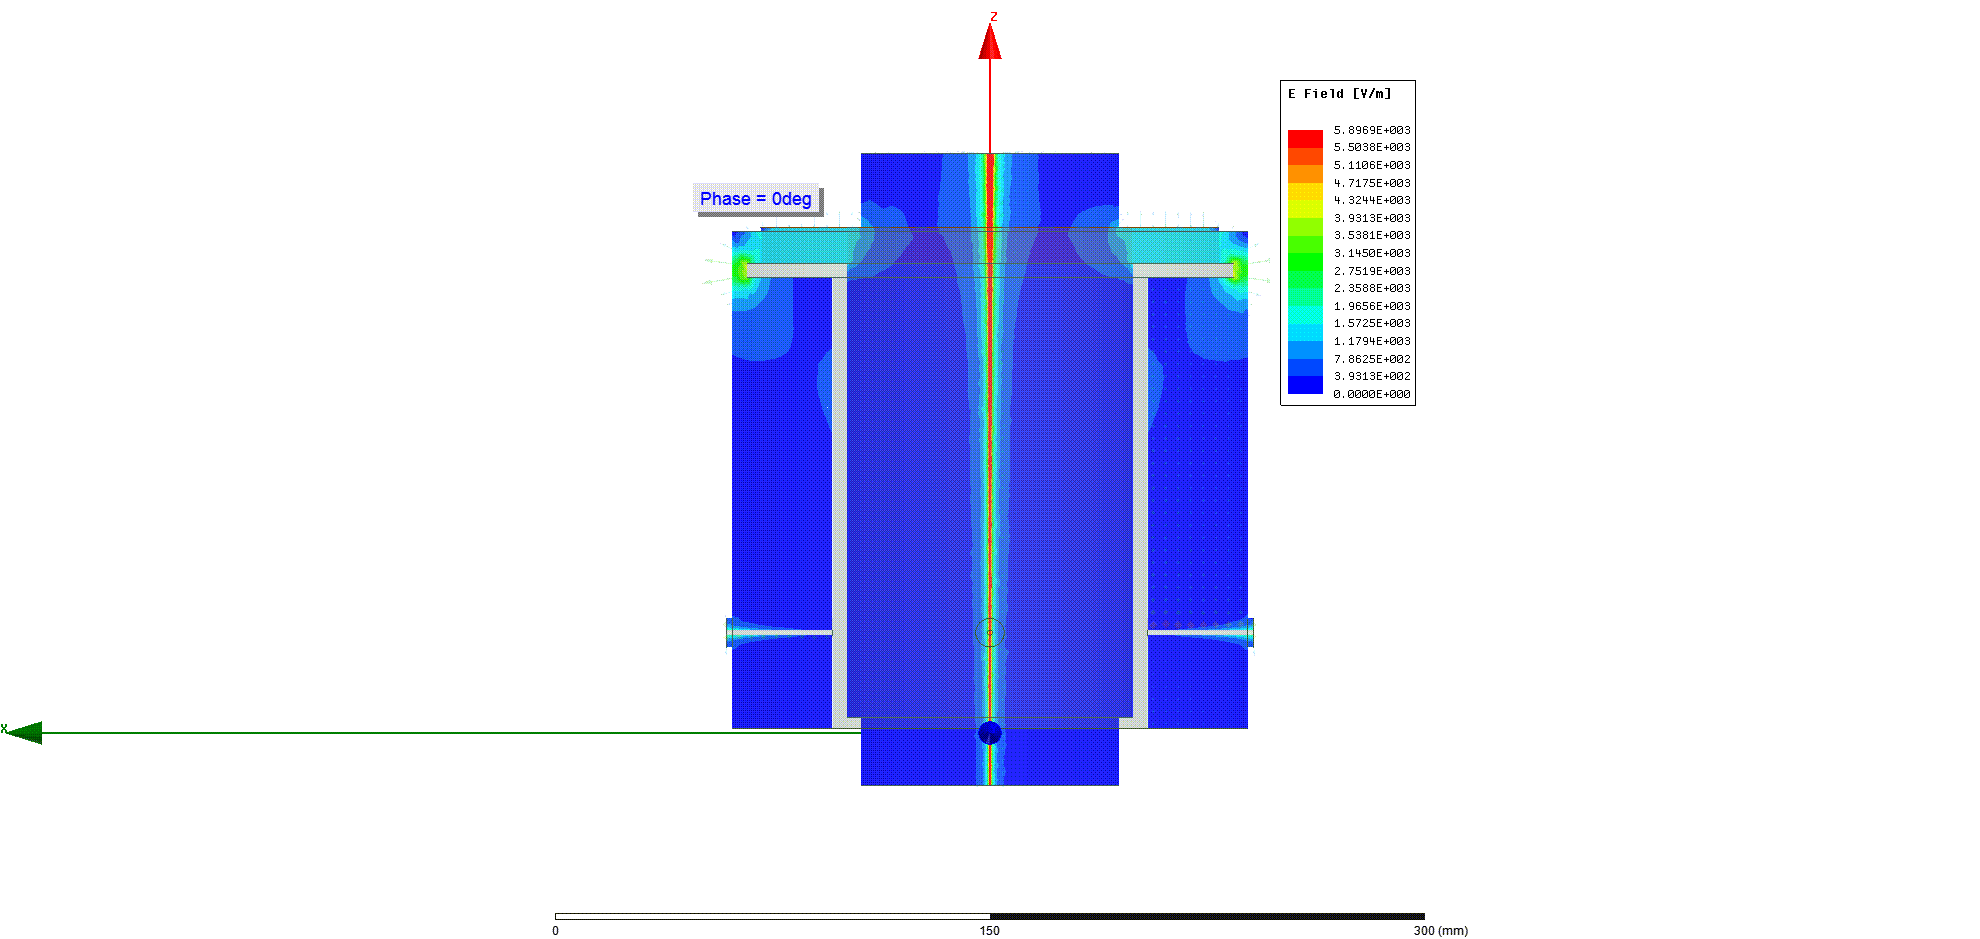 Z
E Field [V/m]
5.8969E+003
5.5038E+003
5.1106E+003
4.7175E+003
4.3244E+003
3.9313E+003
3.5381E+003
3.1450E+003
2.7519E+003
2.3588E+003
1.9656E+003
1.5725E+003
1.1794E+003
7.8625E+002
3.9313E+002
0.0000E+000
Phase = 0deg
X
0 150 300 (mm)